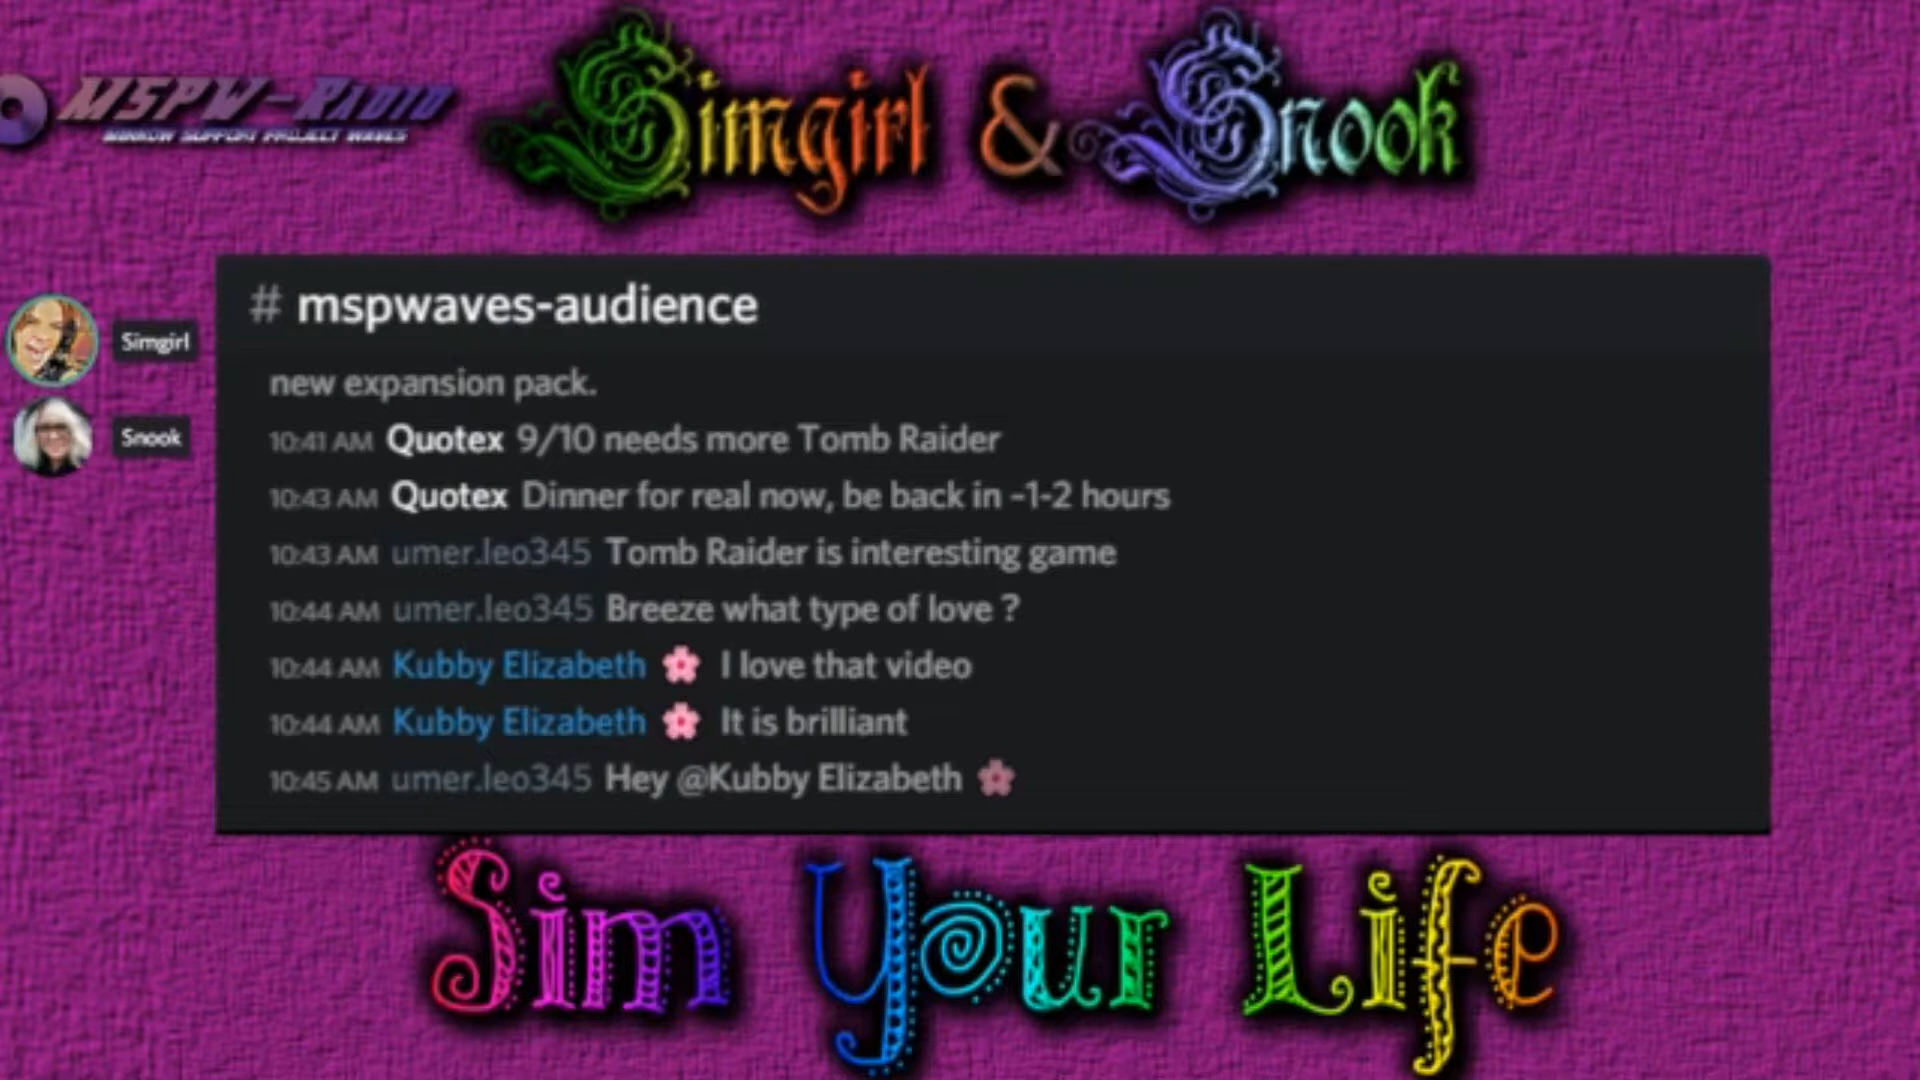 MSPW-Radio
MINNOW SUPPORT PROJECT WAVES
Simgirl & Snook
# mspwaves-audience
Simgirl
Snook
new expansion pack.
10:41 AM Quotex 9/10 needs more Tomb Raider
10:43 AM Quotex Dinner for real now, be back in ~1-2 hours
10:43 AM umer.leo345 Tomb Raider is interesting game
10:44 AM umer.leo345 Breeze what type of love ?
10:44 AM Kubby Elizabeth 🌸 I love that video
10:44 AM Kubby Elizabeth 🌸 It is brilliant
10:45 AM umer.leo345 Hey @Kubby Elizabeth 🌸
Sim Your Life